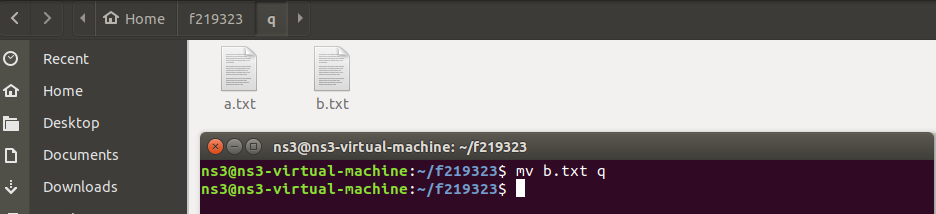 Home f219323 q
Recent
Home
Desktop
Documents
Downloads
a.txt b.txt
ns3@ns3-virtual-machine: ~/f219323
ns3@ns3-virtual-machine:~/f219323$ mv b.txt q
ns3@ns3-virtual-machine:~/f219323$